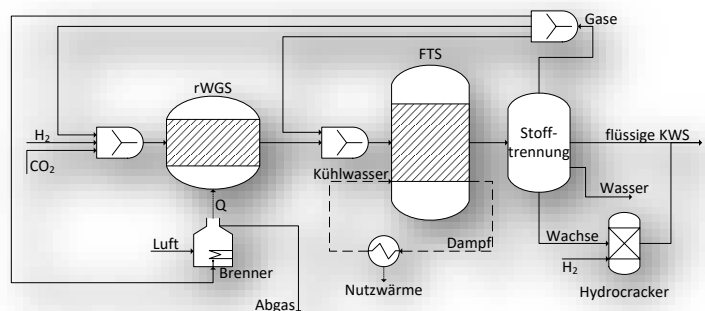 Gase
rWGS
FTS
H2
CO2
Stoff-
trennung
flüssige KWS
Kühlwasser
Wasser
Q
Luft
Brenner
Dampf
Wachse
H2
Abgas
Nutzwärme
Hydrocracker